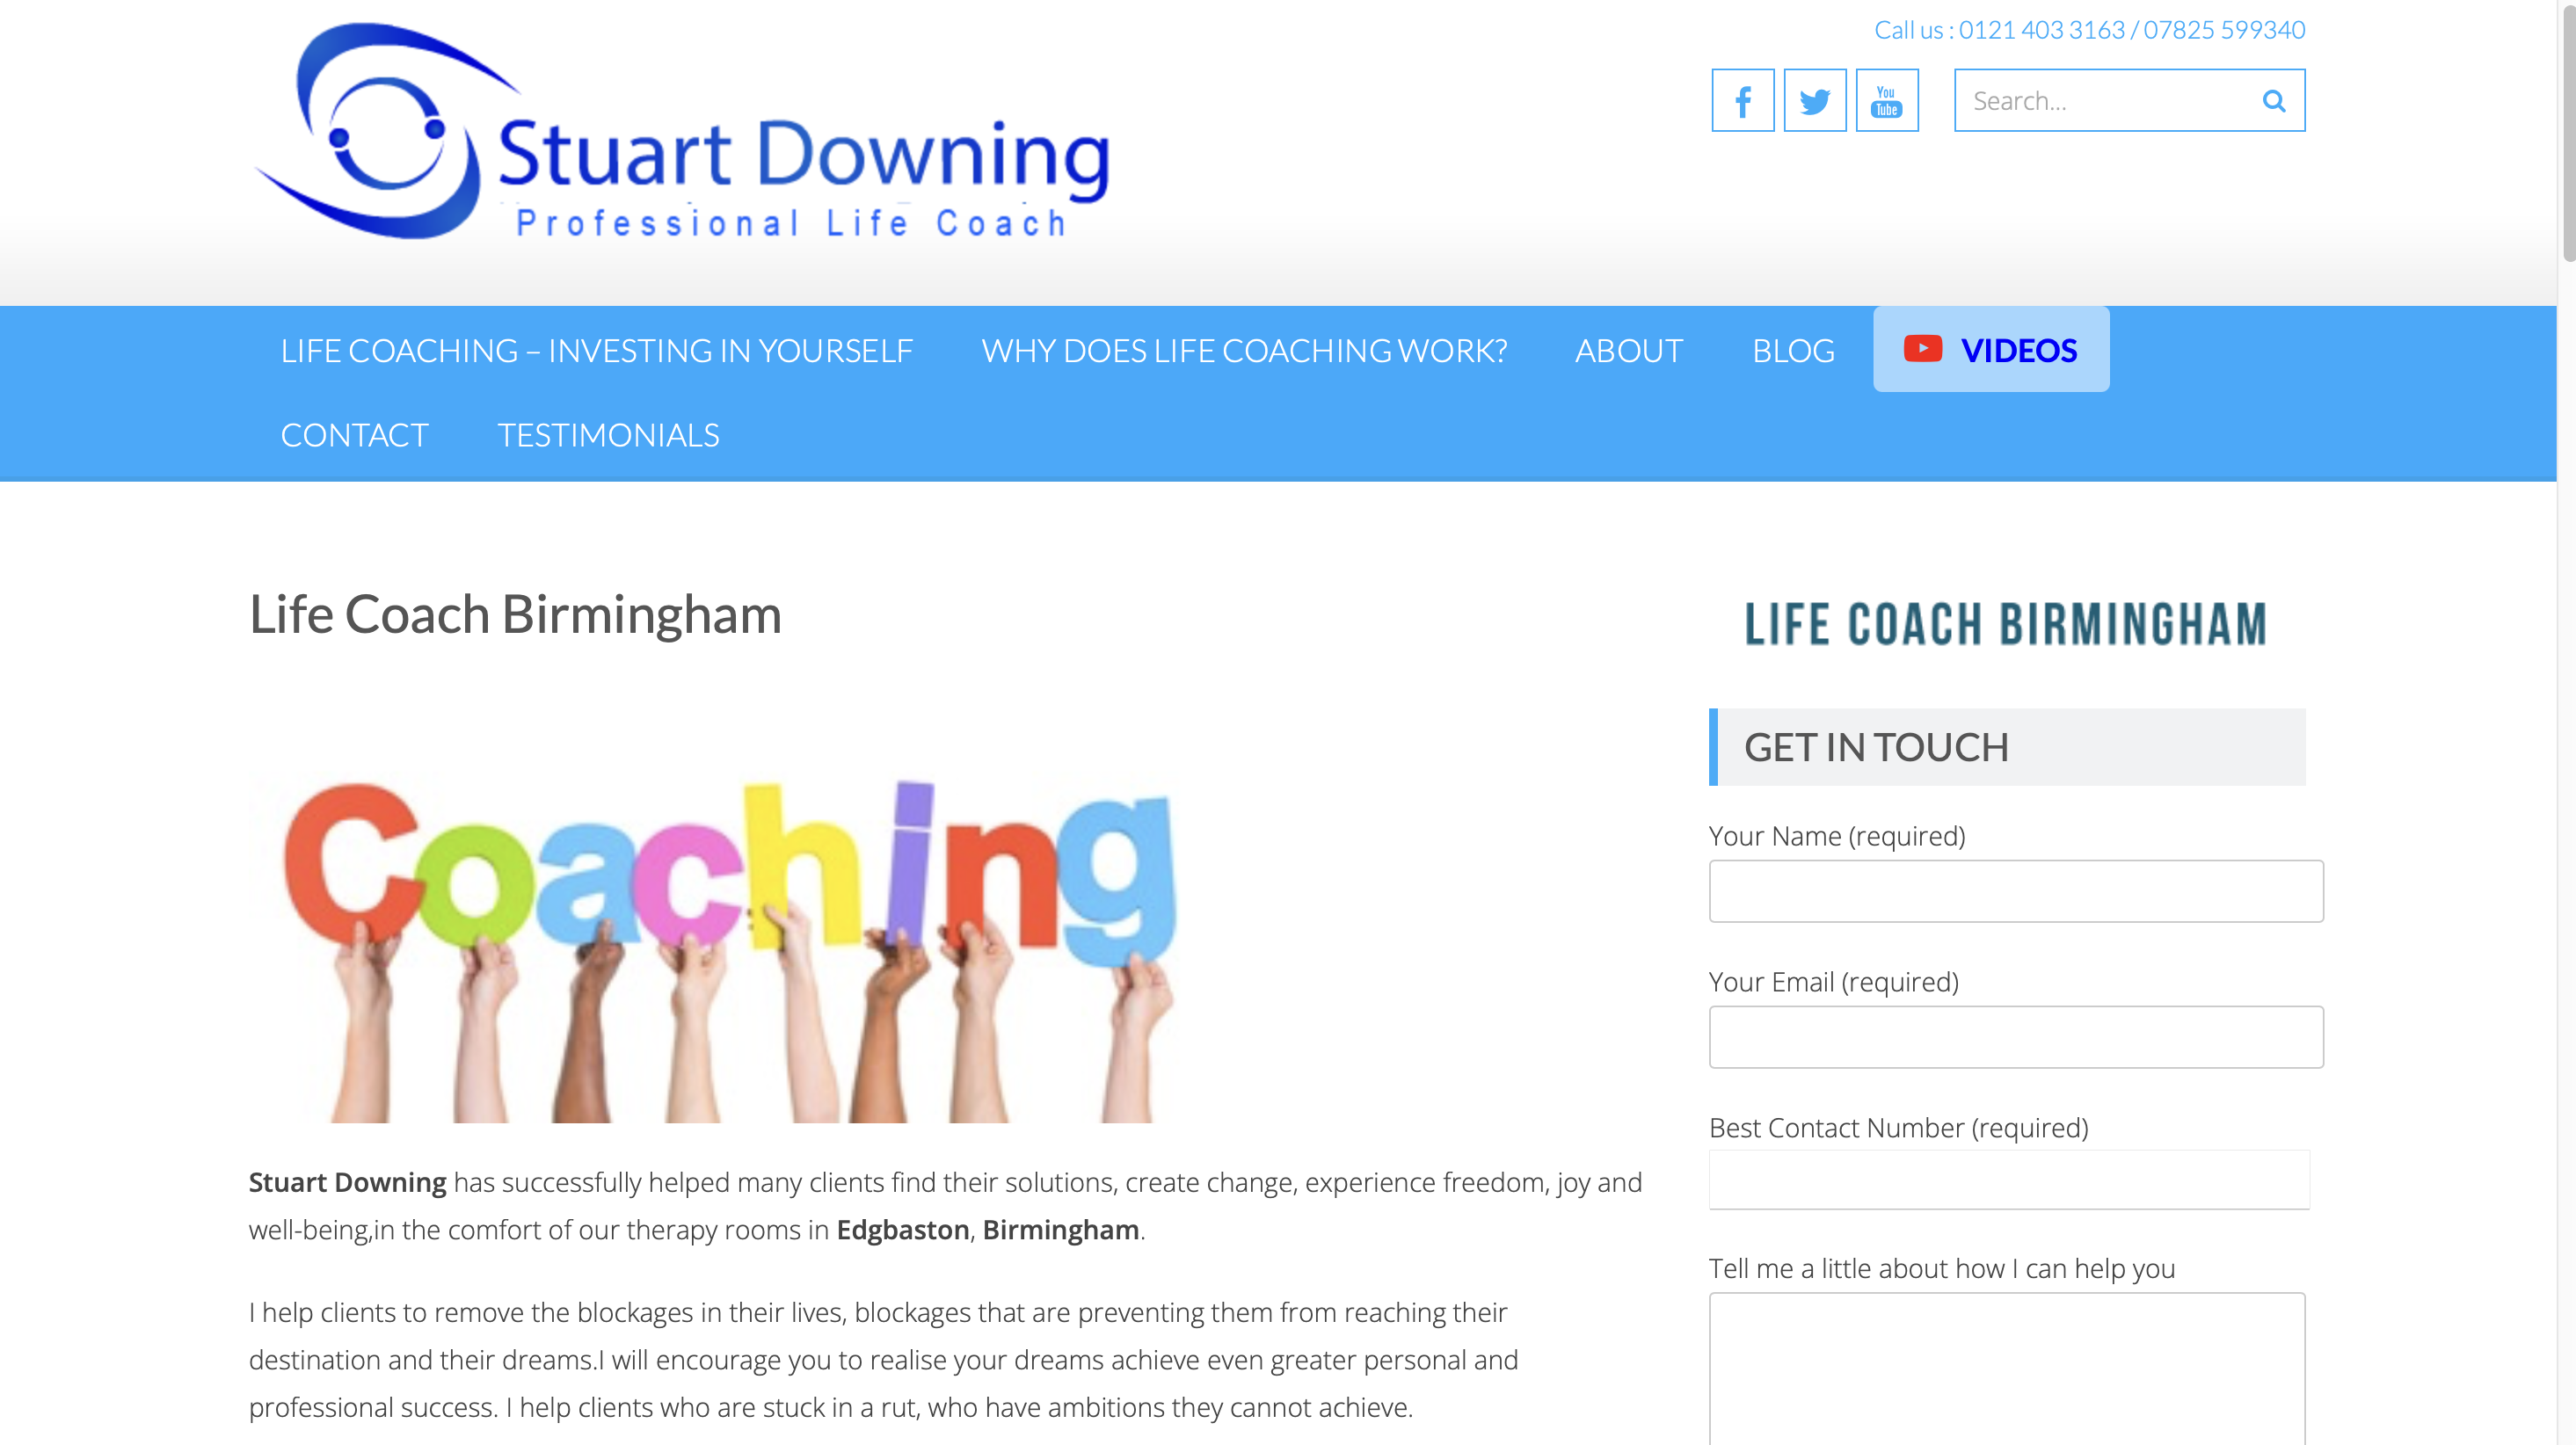 Call us : 0121 403 3163 / 07825 599340
Stuart Downing
Professional Life Coach
You
Tube
Search...
LIFE COACHING – INVESTING IN YOURSELF WHY DOES LIFE COACHING WORK? ABOUT BLOG VIDEOS
CONTACT TESTIMONIALS
Life Coach Birmingham
Coaching
Stuart Downing has successfully helped many clients find their solutions, create change, experience freedom, joy and
well-being,in the comfort of our therapy rooms in Edgbaston, Birmingham.
I help clients to remove the blockages in their lives, blockages that are preventing them from reaching their
destination and their dreams.I will encourage you to realise your dreams achieve even greater personal and
professional success. I help clients who are stuck in a rut, who have ambitions they cannot achieve.
LIFE COACH BIRMINGHAM
GET IN TOUCH
Your Name (required)
Your Email (required)
Best Contact Number (required)
Tell me a little about how I can help you